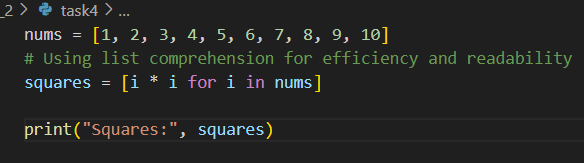 _2 > task4 > ...
nums = [1, 2, 3, 4, 5, 6, 7, 8, 9, 10]
# Using list comprehension for efficiency and readability
squares = [i * i for i in nums]
print("Squares:", squares)